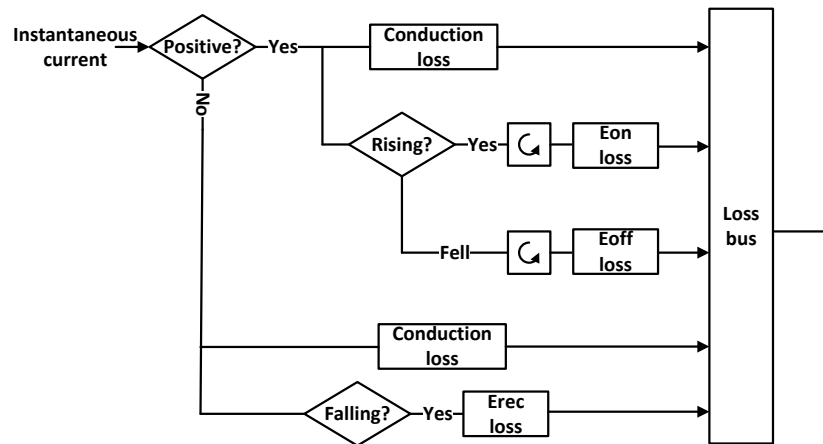 Instantaneous
current
Positive?
Yes
Conduction
loss
No
Rising?
Yes
Eon
loss
Fell
Eoff
loss
Loss
bus
Conduction
loss
Falling?
Yes
Erec
loss